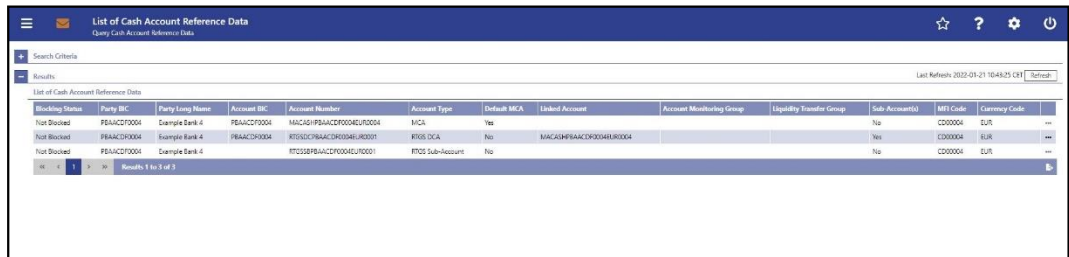 List of Cash Account Reference Data
Query Cash Account Reference Data
Search Criteria
Results Last Refresh: 2022-01-21 10:43:25 CET Refresh
List of Cash Account Reference Data
Blocking Status Party BIC Party Long Name Account BIC Account Number Account Type Default MCA Linked Account Account Monitoring Group Liquidity Transfer Group Sub-Account(s) MFI Code Currency Code
Not Blocked PBAACDF0004 Example Bank 4 PBAACDF0004 MACASHPBAACDF0004EUR0004 MCA Yes No CD00004 EUR
Not Blocked PBAACDF0004 Example Bank 4 PBAACDF0004 RTGSDCPBAACDF0004EUR0001 RTGS DCA No MACASHPBAACDF0004EUR0004 Yes CD00004 EUR
Not Blocked PBAACDF0004 Example Bank 4 RTGSSBPBAACDF0004EUR0001 RTGS Sub-Account No No CD00004 EUR
1 Results 1 to 3 of 3